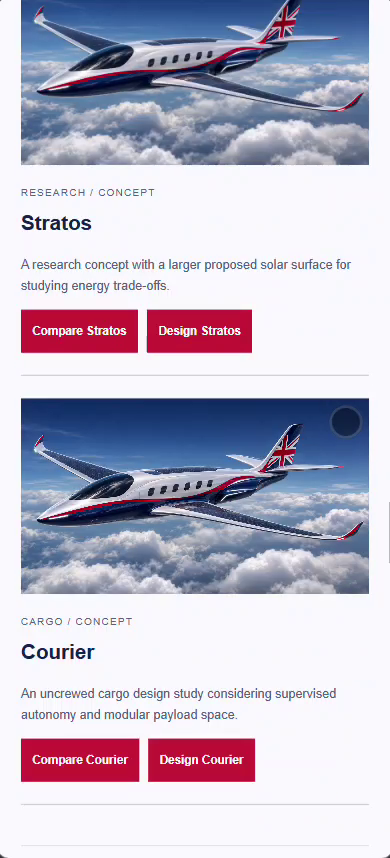 RESEARCH / CONCEPT
Stratos
A research concept with a larger proposed solar surface for
studying energy trade-offs.
Compare Stratos
Design Stratos
CARGO / CONCEPT
Courier
An uncrewed cargo design study considering supervised
autonomy and modular payload space.
Compare Courier
Design Courier